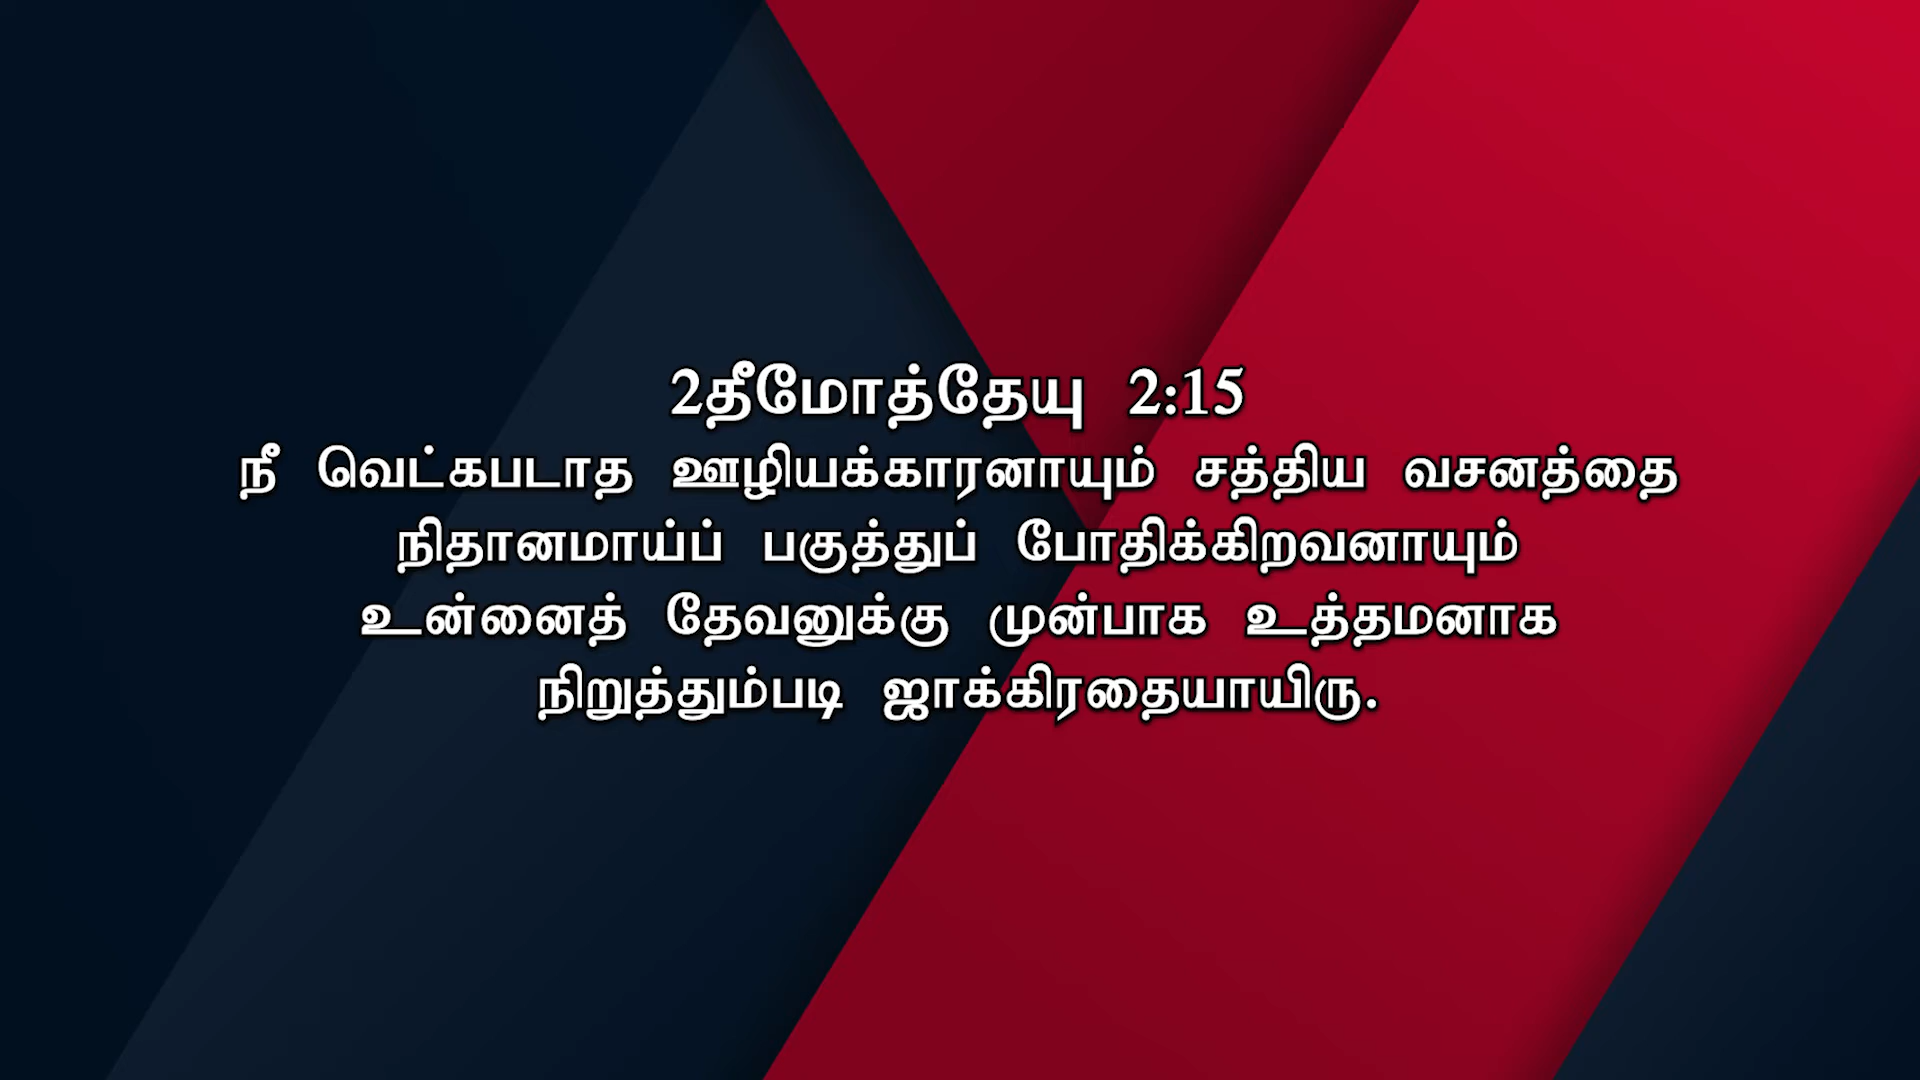 2தீமோத்தேயு 2:15
நீ வெட்கபடாத ஊழியக்காரனாயும் சத்திய வசனத்தை
நிதானமாய்ப் பகுத்துப் போதிக்கிறவனாயும்
உன்னைத் தேவனுக்கு முன்பாக உத்தமனாக
நிறுத்தும்படி ஜாக்கிரதையாயிரு.